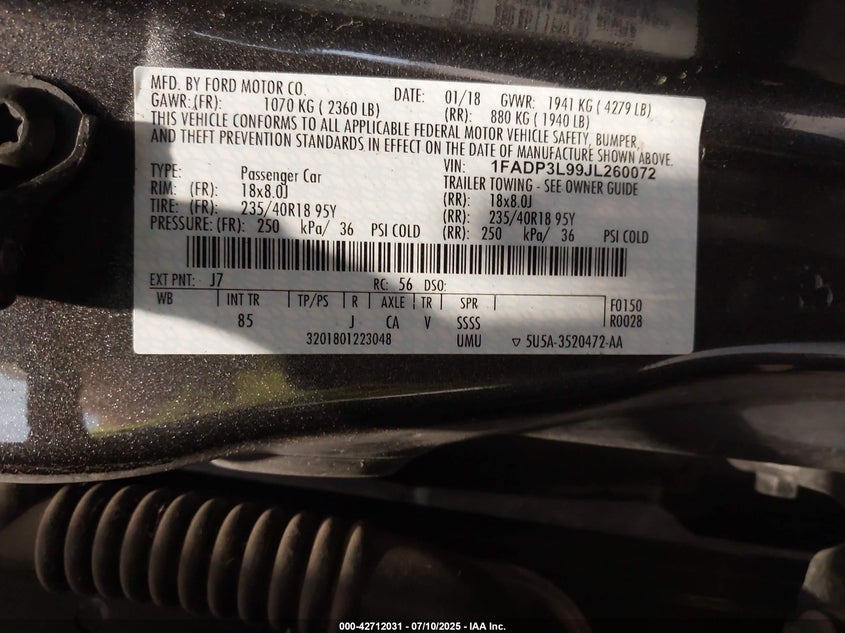 MFD. BY FORD MOTOR CO. DATE: 01/18 GVWR: 1941 KG ( 4279 LB)
GAWR: (FR): 1070 KG ( 2360 LB) (RR): 880 KG ( 1940 LB)
THIS VEHICLE CONFORMS TO ALL APPLICABLE FEDERAL MOTOR VEHICLE SAFETY, BUMPER,
AND THEFT PREVENTION STANDARDS IN EFFECT ON THE DATE OF MANUFACTURE SHOWN ABOVE.
VIN: 1FADP3L99JL260072
TYPE: Passenger Car TRAILER TOWING - SEE OWNER GUIDE
RIM: (FR): 18x8.0J (RR): 18x8.0J
TIRE: (FR): 235/40R18 95Y (RR): 235/40R18 95Y
PRESSURE: (FR): 250 kPa/ 36 PSI COLD (RR): 250 kPa/ 36 PSI COLD
EXT PNT: J7 RC: 56 DSO:
WB INT TR TP/PS R AXLE TR SPR F0150
85 J CA V SSSS R0028
3201801223048 UMU ▽ 5U5A-3520472-AA
000-42712031 - 07/10/2025 - IAA Inc.